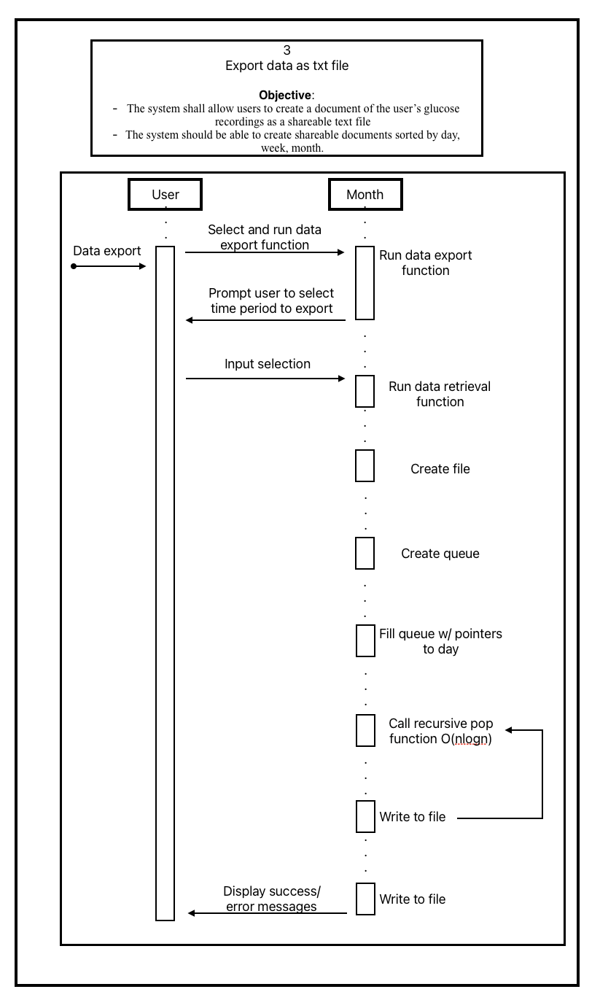 3
Export data as txt file
Objective:
- The system shall allow users to create a document of the user’s glucose
recordings as a shareable text file
- The system should be able to create shareable documents sorted by day,
week, month.
User
Month
Select and run data
export function
Data export
Run data export
function
Prompt user to select
time period to export
Input selection
Run data retrieval
function
Create file
Create queue
Fill queue w/ pointers
to day
Call recursive pop
function O(nlogn)
Write to file
Display success/
error messages
Write to file